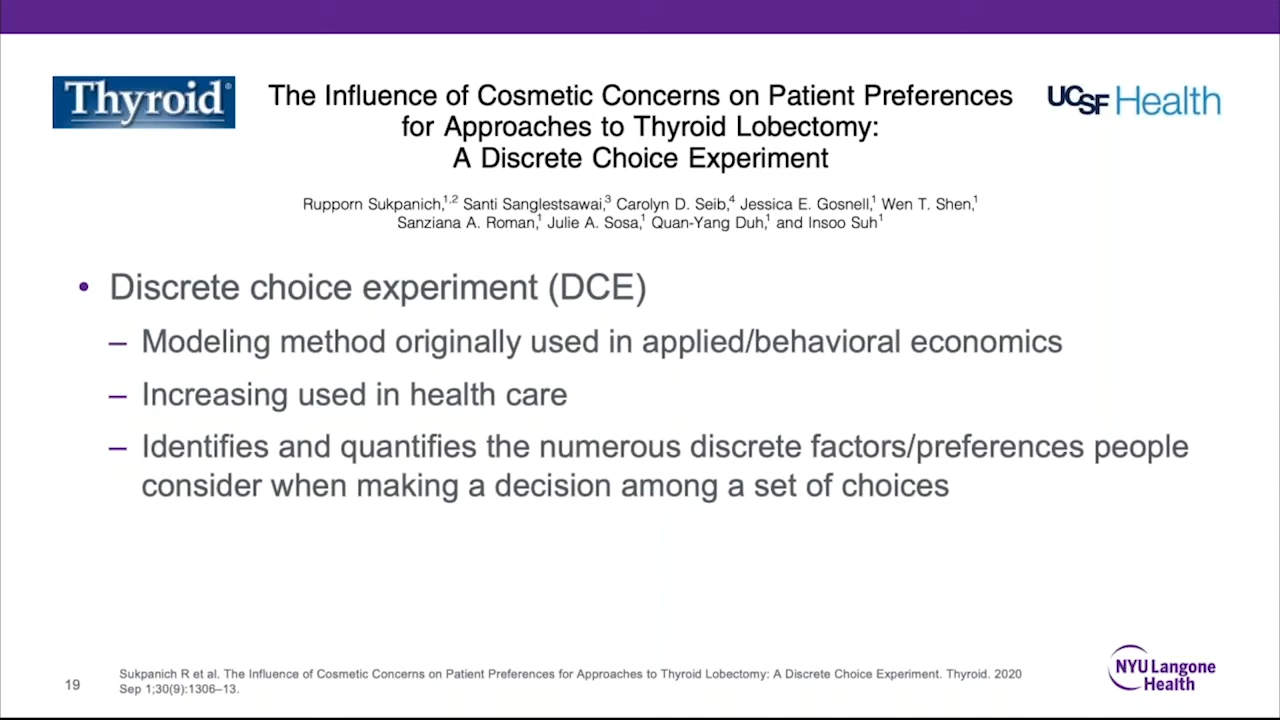 Thyroid®
The Influence of Cosmetic Concerns on Patient Preferences
for Approaches to Thyroid Lobectomy:
A Discrete Choice Experiment
UCSF Health
Rupporn Sukpanich,1,2 Santi Sanglestsawai,3 Carolyn D. Seib,4 Jessica E. Gosnell,1 Wen T. Shen,1
Sanziana A. Roman,1 Julie A. Sosa,1 Quan-Yang Duh,1 and Insoo Suh1
• Discrete choice experiment (DCE)
– Modeling method originally used in applied/behavioral economics
– Increasing used in health care
– Identifies and quantifies the numerous discrete factors/preferences people
consider when making a decision among a set of choices
19
Sukpanich R et al. The Influence of Cosmetic Concerns on Patient Preferences for Approaches to Thyroid Lobectomy: A Discrete Choice Experiment. Thyroid. 2020
Sep 1;30(9):1306–13.
NYU Langone
Health